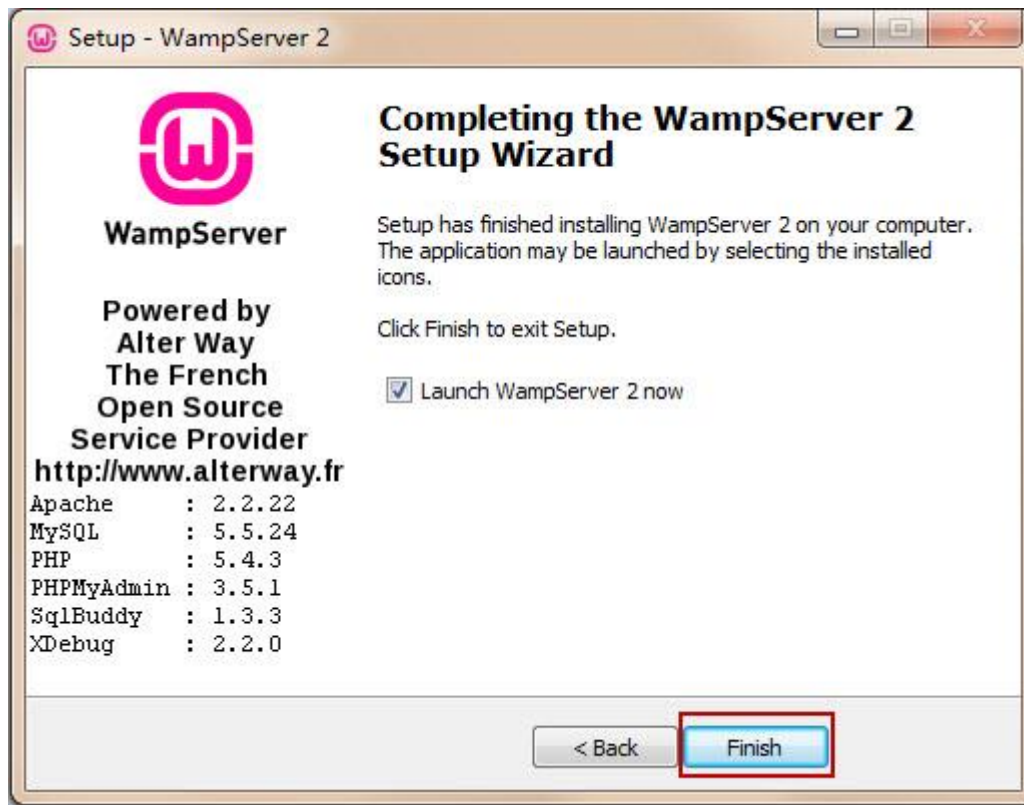 Setup - WampServer 2
WampServer
Powered by
Alter Way
The French
Open Source
Service Provider
http://www.alterway.fr
Apache : 2.2.22
MySQL : 5.5.24
PHP : 5.4.3
PHPMyAdmin : 3.5.1
SqlBuddy : 1.3.3
XDebug : 2.2.0
Completing the WampServer 2
Setup Wizard
Setup has finished installing WampServer 2 on your computer.
The application may be launched by selecting the installed
icons.
Click Finish to exit Setup.
Launch WampServer 2 now
< Back
Finish